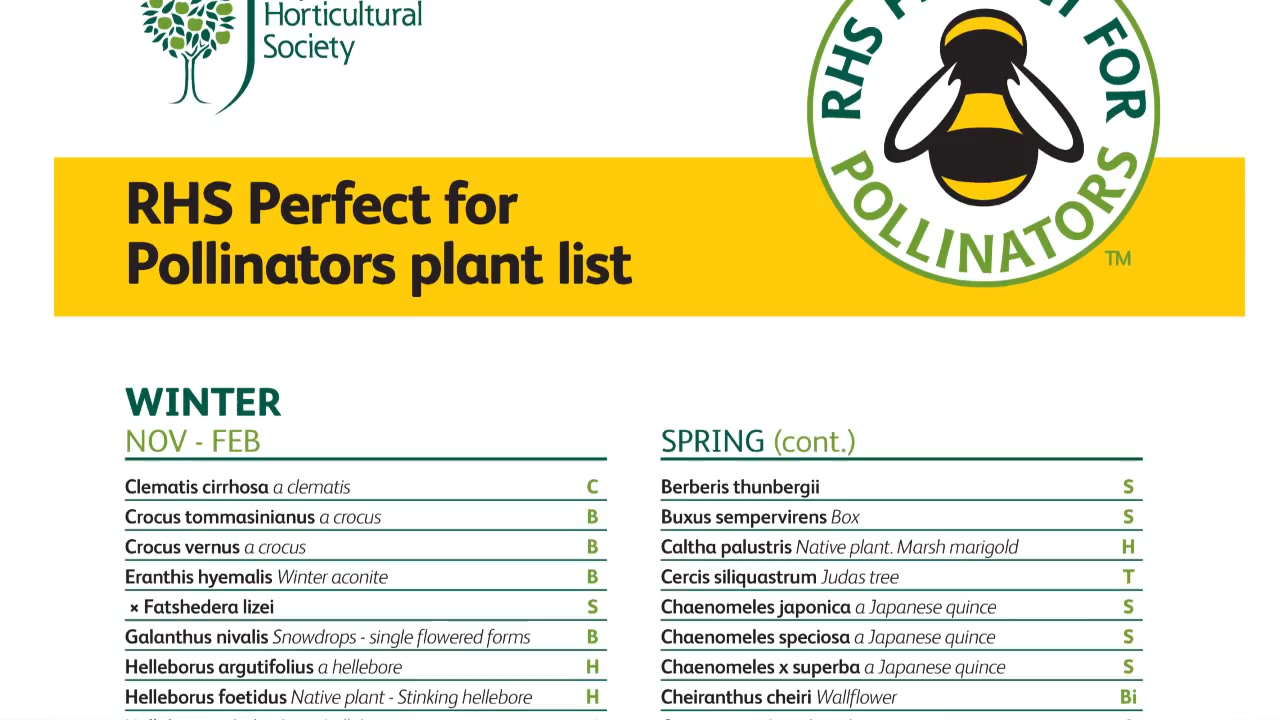 Horticultural
Society
RHS
FOR
POLLINATORS
TM
RHS Perfect for
Pollinators plant list
WINTER
NOV - FEB
Clematis cirrhosa a clematis C
Crocus tommasinianus a crocus B
Crocus vernus a crocus B
Eranthis hyemalis Winter aconite B
× Fatshedera lizei S
Galanthus nivalis Snowdrops - single flowered forms B
Helleborus argutifolius a hellebore H
Helleborus foetidus Native plant - Stinking hellebore H
SPRING (cont.)
Berberis thunbergii S
Buxus sempervirens Box S
Caltha palustris Native plant. Marsh marigold H
Cercis siliquastrum Judas tree T
Chaenomeles japonica a Japanese quince S
Chaenomeles speciosa a Japanese quince S
Chaenomeles x superba a Japanese quince S
Cheiranthus cheiri Wallflower Bi